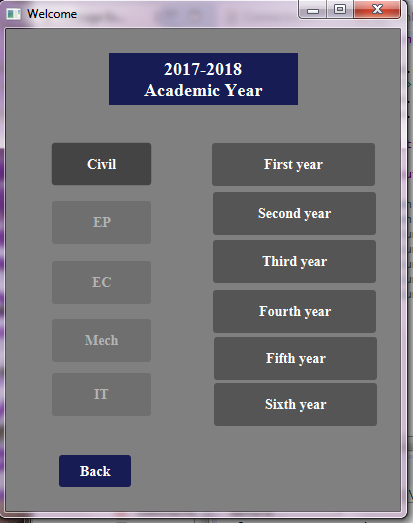 Welcome
2017-2018
Academic Year
Civil
First year
EP
Second year
EC
Third year
Mech
Fourth year
IT
Fifth year
Sixth year
Back